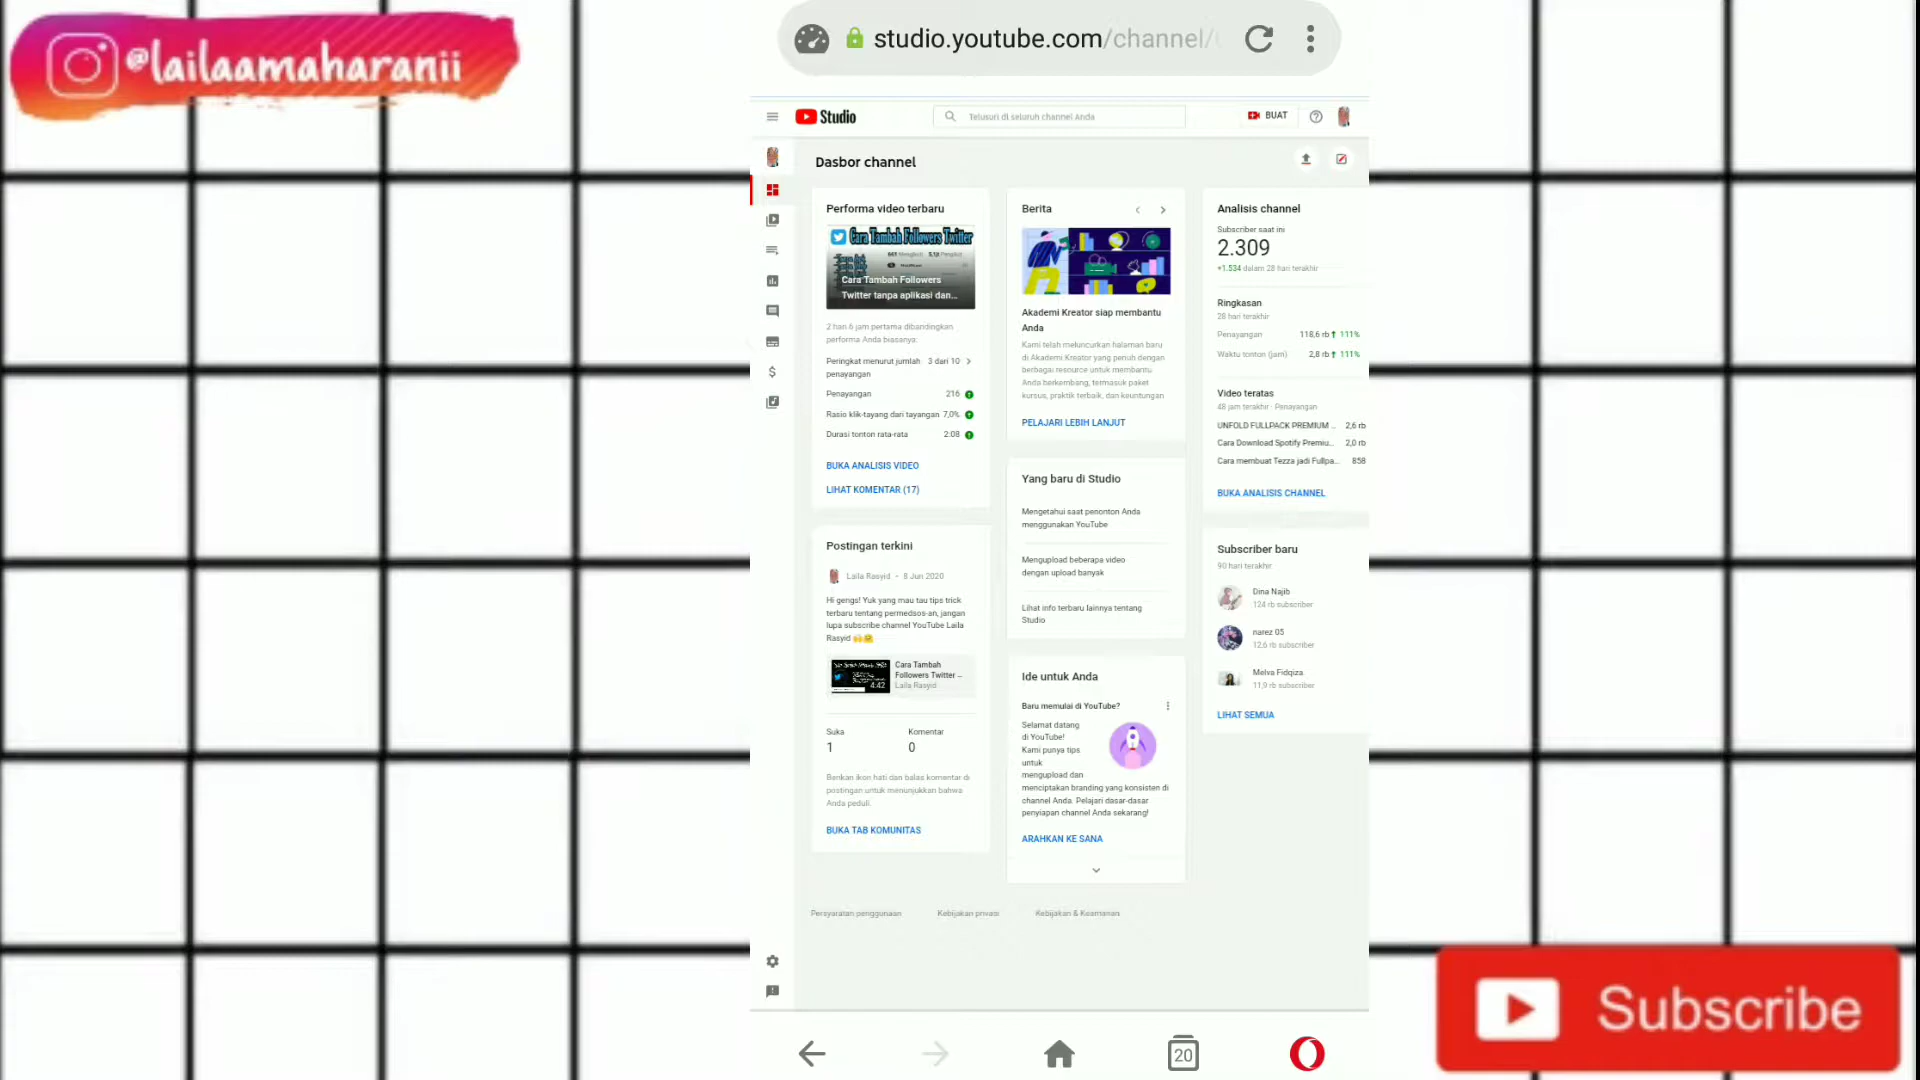 @lailaamaharanii
studio.youtube.com/channel/
Studio
Telusuri di seluruh channel Anda
BUAT
Dasbor channel
Performa video terbaru
Cara Tambah Followers Twitter
Cara Tambah Followers
Twitter tanpa aplikasi dan...
2 hari 6 jam pertama dibandingkan
performa Anda biasanya:
Peringkat menurut jumlah 3 dari 10
penayangan
Penayangan 216
Rasio klik-tayang dari tayangan 7,0%
Durasi tonton rata-rata 2:08
BUKA ANALISIS VIDEO
LIHAT KOMENTAR (17)
Postingan terkini
Laila Rasyid • 8 Jun 2020
Hi gengs! Yuk yang mau tau tips trick
terbaru tentang permedsos-an, jangan
lupa subscribe channel YouTube Laila
Rasyid 🙌🤗
4:42
Cara Tambah
Followers Twitter ...
Laila Rasyid
Suka Komentar
1 0
Berikan ikon hati dan balas komentar di
postingan untuk menunjukkan bahwa
Anda peduli.
BUKA TAB KOMUNITAS
Berita
Akademi Kreator siap membantu
Anda
Kami telah meluncurkan halaman baru
di Akademi Kreator yang penuh dengan
berbagai resource untuk membantu
Anda berkembang, termasuk paket
kursus, praktik terbaik, dan keuntungan
PELAJARI LEBIH LANJUT
Yang baru di Studio
Mengetahui saat penonton Anda
menggunakan YouTube
Mengupload beberapa video
dengan upload banyak
Lihat info terbaru lainnya tentang
Studio
Ide untuk Anda
Baru memulai di YouTube?
Selamat datang
di YouTube!
Kami punya tips
untuk
mengupload dan
menciptakan branding yang konsisten di
channel Anda. Pelajari dasar-dasar
penyiapan channel Anda sekarang!
ARAHKAN KE SANA
Analisis channel
Subscriber saat ini
2.309
+1.534 dalam 28 hari terakhir
Ringkasan
28 hari terakhir
Penayangan 118,6 rb 111%
Waktu tonton (jam) 2,8 rb 111%
Video teratas
48 jam terakhir · Penayangan
UNFOLD FULLPACK PREMIUM ... 2,6 rb
Cara Download Spotify Premiu... 2,0 rb
Cara membuat Tezza jadi Fullpa... 858
BUKA ANALISIS CHANNEL
Subscriber baru
90 hari terakhir
Dina Najib
124 rb subscriber
narez 05
12,6 rb subscriber
Melva Fidqiza
11,9 rb subscriber
LIHAT SEMUA
Persyaratan penggunaan Kebijakan privasi Kebijakan & Keamanan
20
Subscribe